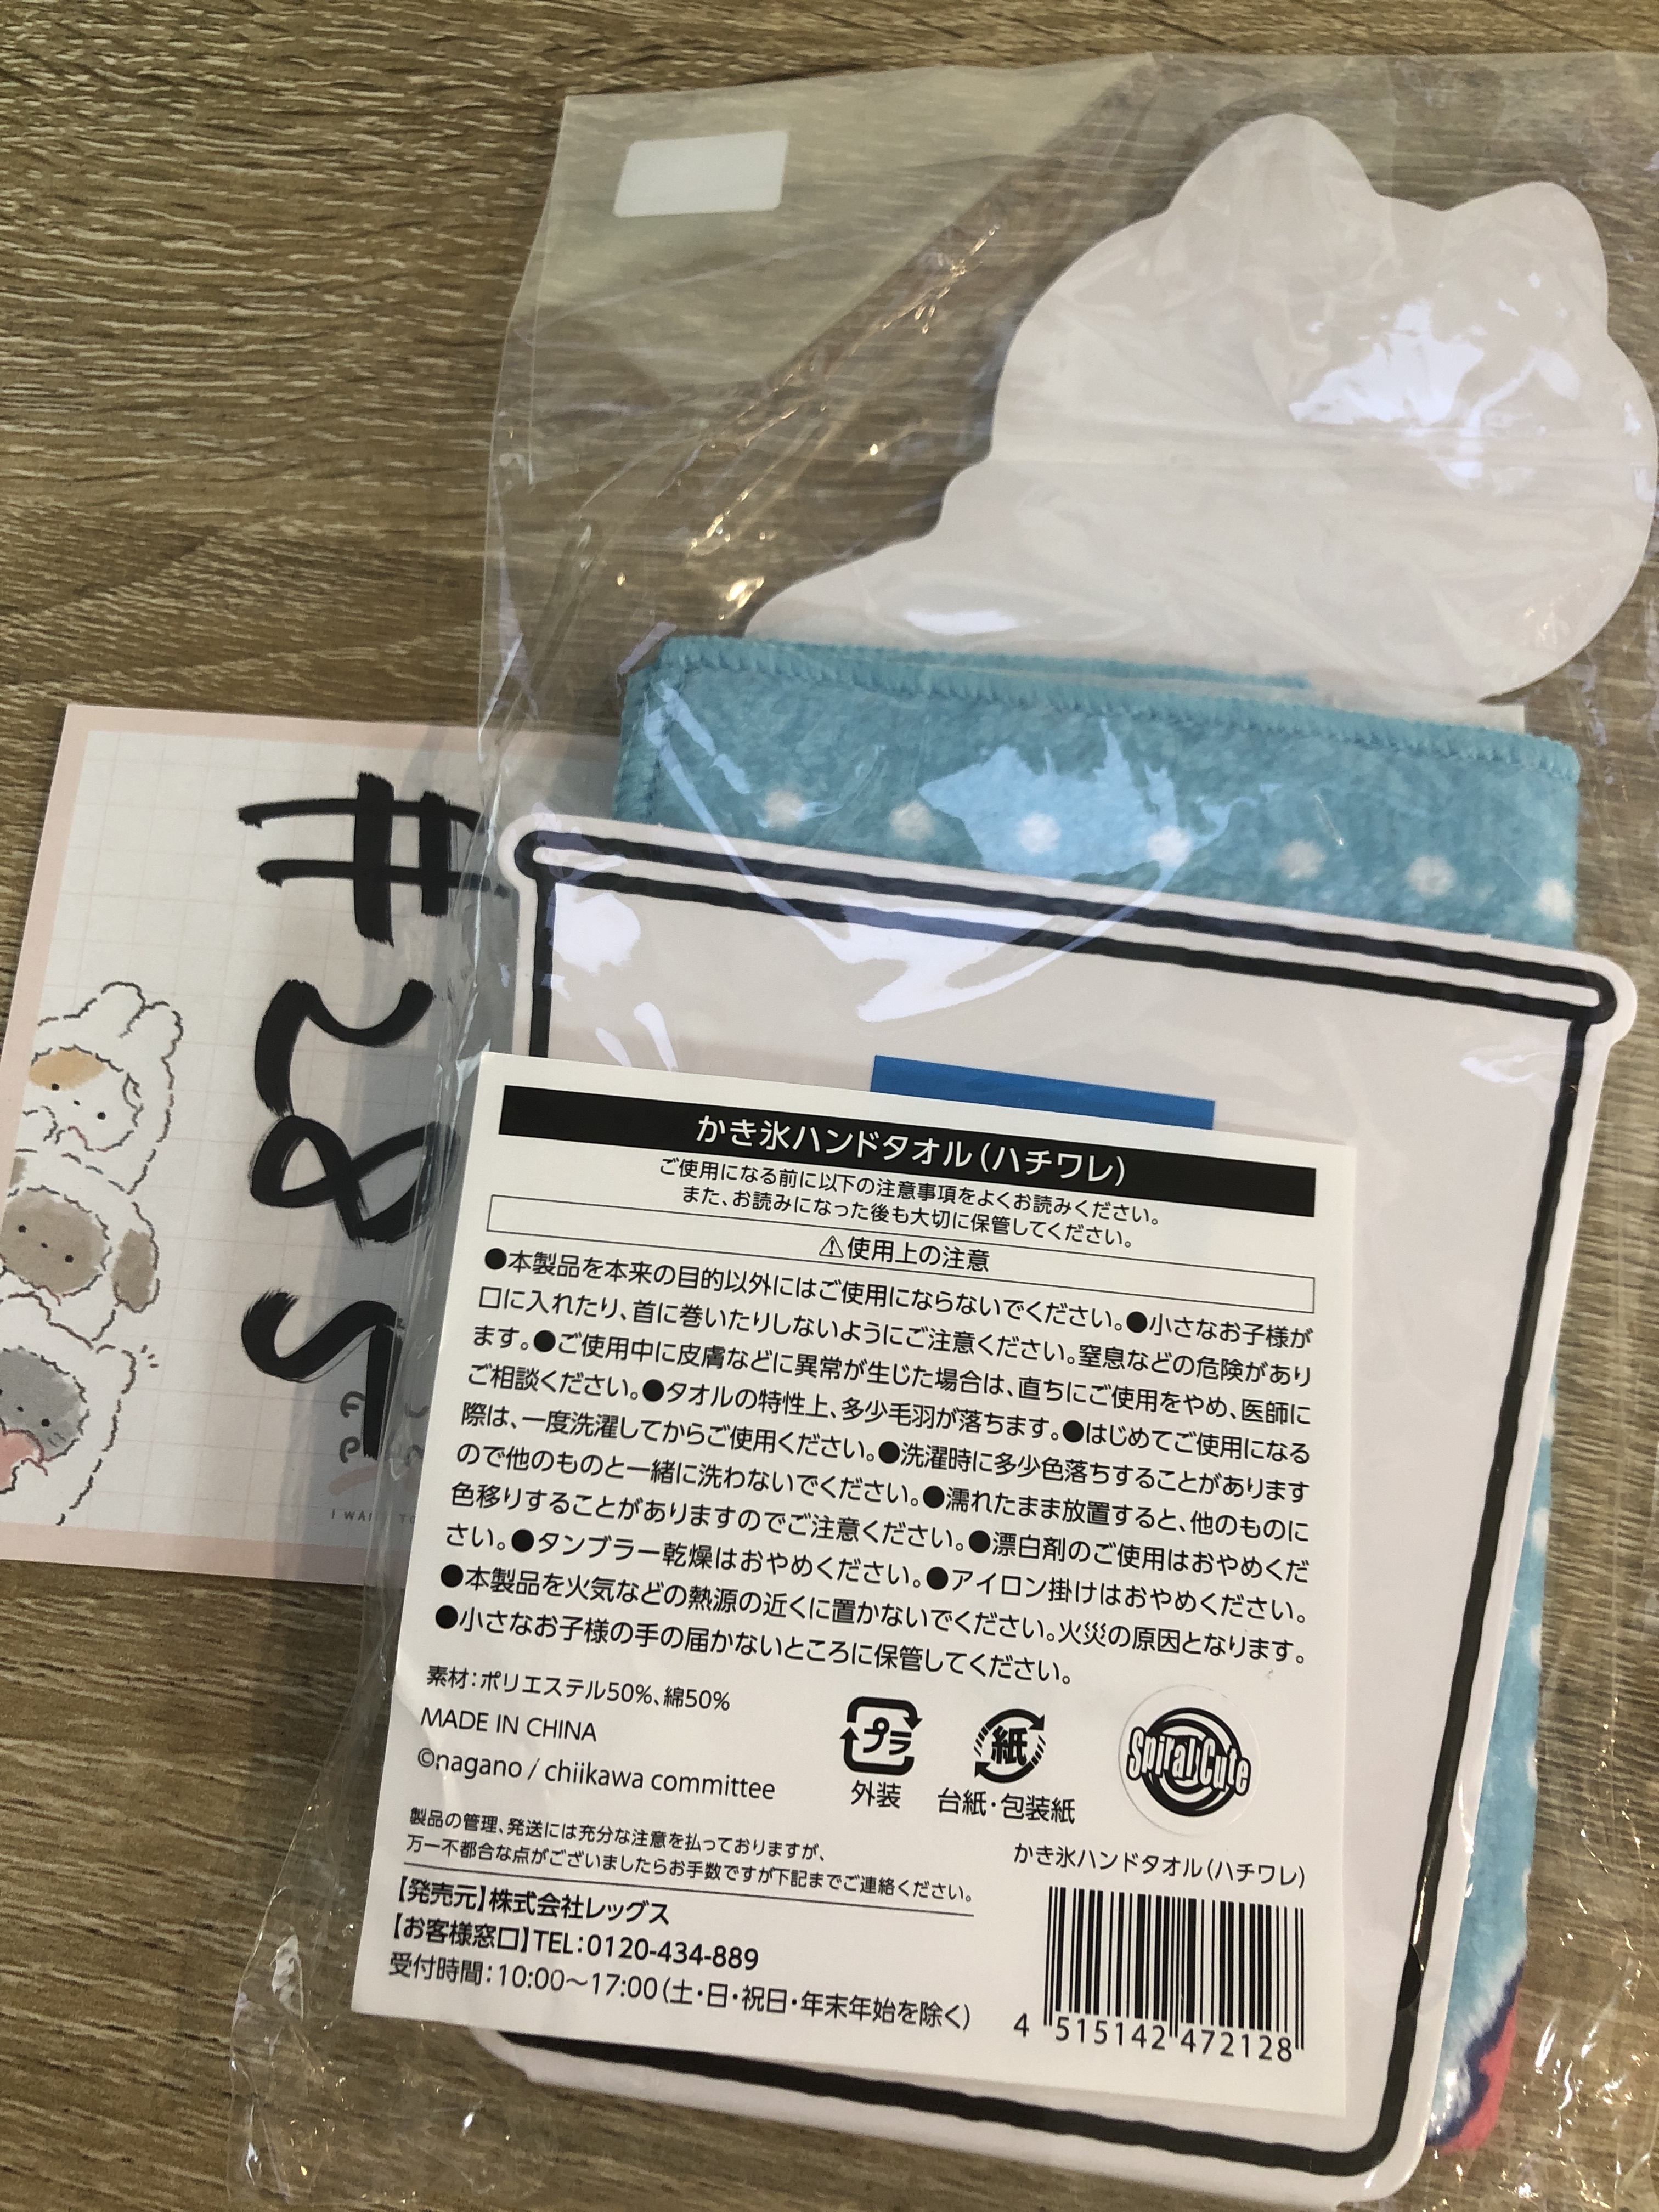 #285
I WANT TO
かき氷ハンドタオル(ハチワレ)
ご使用になる前に以下の注意事項をよくお読みください。
また、お読みになった後も大切に保管してください。
⚠使用上の注意
●本製品を本来の目的以外にはご使用にならないでください。●小さなお子様が
口に入れたり、首に巻いたりしないようにご注意ください。窒息などの危険があり
ます。●ご使用中に皮膚などに異常が生じた場合は、直ちにご使用をやめ、医師に
ご相談ください。●タオルの特性上、多少毛羽が落ちます。●はじめてご使用になる
際は、一度洗濯してからご使用ください。●洗濯時に多少色落ちすることがあります
ので他のものと一緒に洗わないでください。●濡れたまま放置すると、他のものに
色移りすることがありますのでご注意ください。●漂白剤のご使用はおやめくだ
さい。●タンブラー乾燥はおやめください。●アイロン掛けはおやめください。
●本製品を火気などの熱源の近くに置かないでください。火災の原因となります。
●小さなお子様の手の届かないところに保管してください。
素材:ポリエステル50%、綿50%
MADE IN CHINA
©nagano / chiikawa committee
プラ
外装
紙
台紙・包装紙
Spiral Cute
製品の管理、発送には充分な注意を払っておりますが、
万一不都合な点がございましたらお手数ですが下記までご連絡ください。
【発売元】株式会社レッグス
【お客様窓口】TEL:0120-434-889
受付時間:10:00〜17:00(土・日・祝日・年末年始を除く)
かき氷ハンドタオル(ハチワレ)
4 515142 472128